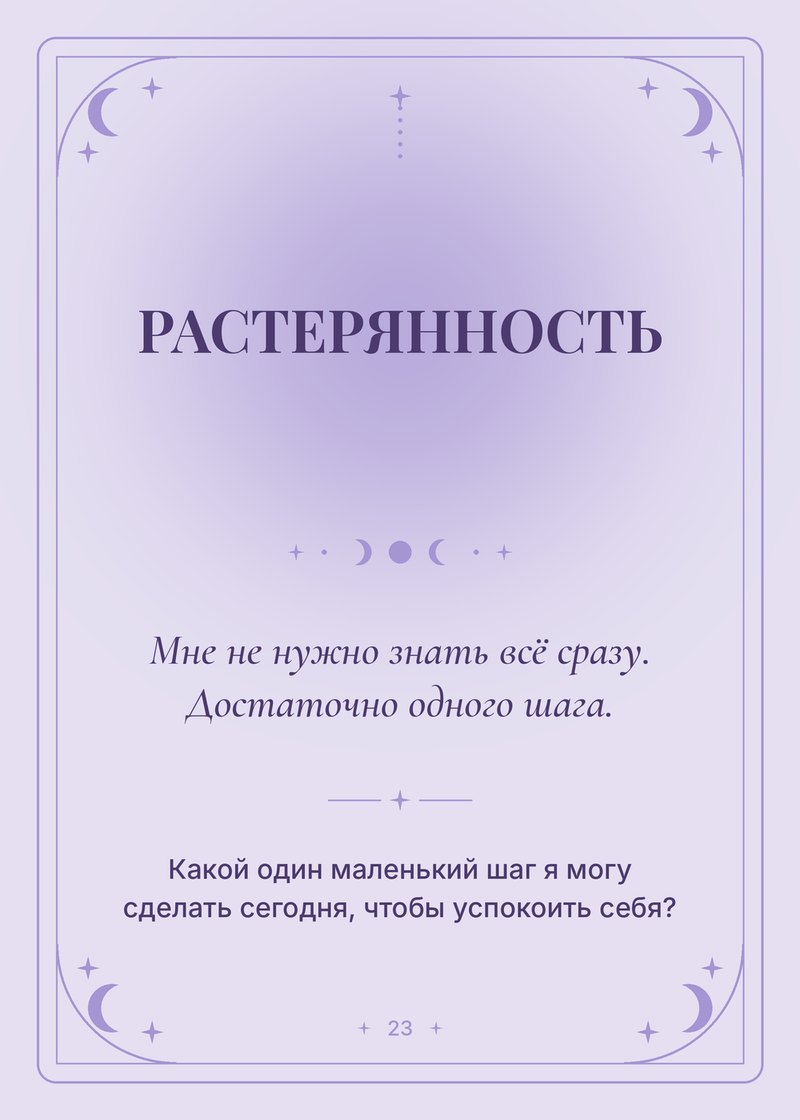 РАСТЕРЯННОСТЬ
Мне не нужно знать всё сразу.
Достаточно одного шага.
Какой один маленький шаг я могу
сделать сегодня, чтобы успокоить себя?
23